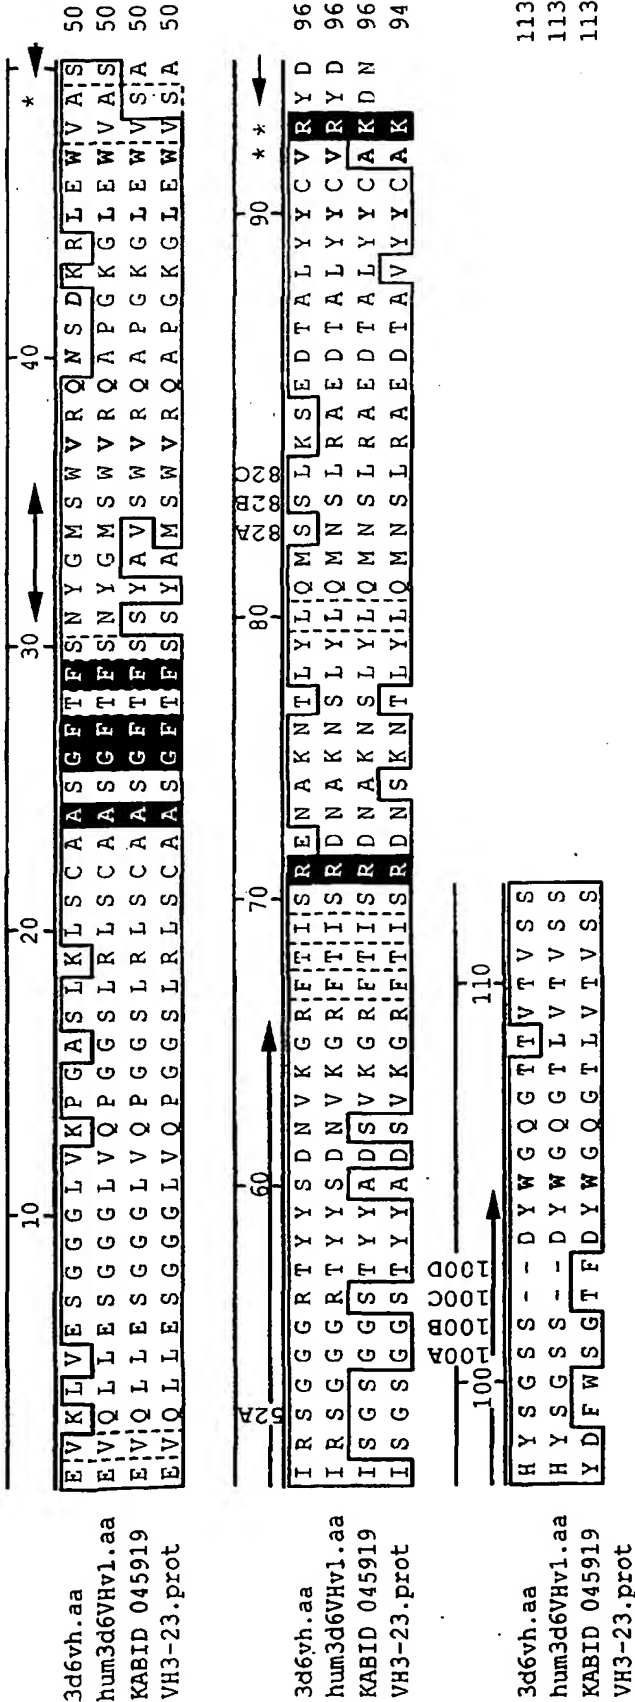 *
10 20 30 40
3d6vh.aa E V K L V E S G G G L V K P G A S L K L S C A A S G F T F S N Y G M S W V R Q N S D K R L E W V A S 50
hum3d6VHv1.aa E V Q L L E S G G G L V Q P G G S L R L S C A A S G F T F S N Y G M S W V R Q A P G K G L E W V A S 50
KABID 045919 E V Q L L E S G G G L V Q P G G S L R L S C A A S G F T F S S Y A V S W V R Q A P G K G L E W V S A 50
VH3-23.prot E V Q L L E S G G G L V Q P G G S L R L S C A A S G F T F S S Y A M S W V R Q A P G K G L E W V S A 50
* *
52A 60 70 80 82A 82B 82C 90
3d6vh.aa I R S G G G R T Y Y S D N V K G R F T I S R E N A K N T L Y L Q M S S L K S E D T A L Y Y C V R Y D 96
hum3d6VHv1.aa I R S G G G R T Y Y S D N V K G R F T I S R D N A K N S L Y L Q M N S L R A E D T A L Y Y C V R Y D 96
KABID 045919 I S G S G G S T Y Y A D S V K G R F T I S R D N A K N S L Y L Q M N S L R A E D T A L Y Y C A K D N 96
VH3-23.prot I S G S G G S T Y Y A D S V K G R F T I S R D N S K N T L Y L Q M N S L R A E D T A V Y Y C A K 94
100 100A 100B 100C 100D 110
3d6vh.aa H Y S G S S - - D Y W G Q G T T V T V S S 113
hum3d6VHv1.aa H Y S G S S - - D Y W G Q G T L V T V S S 113
KABID 045919 Y D F W S G T F D Y W G Q G T L V T V S S 113
VH3-23.prot